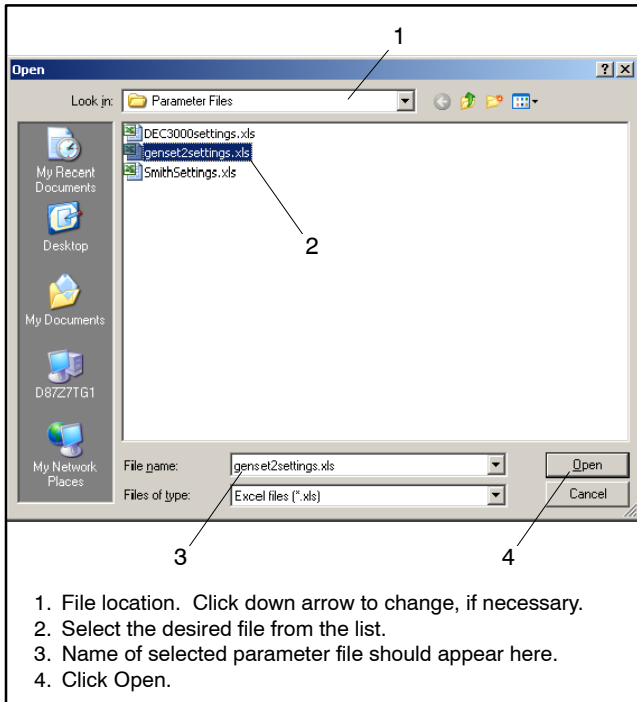 1
Open
Look in:
Parameter Files
My Recent
Documents
Desktop
My Documents
D87Z7TG1
My Network
Places
DEC3000settings.xls
genset2settings.xls
SmithSettings.xls
2
File name:
genset2settings.xls
Open
Files of type:
Excel files (*.xls)
Cancel
3
4
1. File location. Click down arrow to change, if necessary.
2. Select the desired file from the list.
3. Name of selected parameter file should appear here.
4. Click Open.